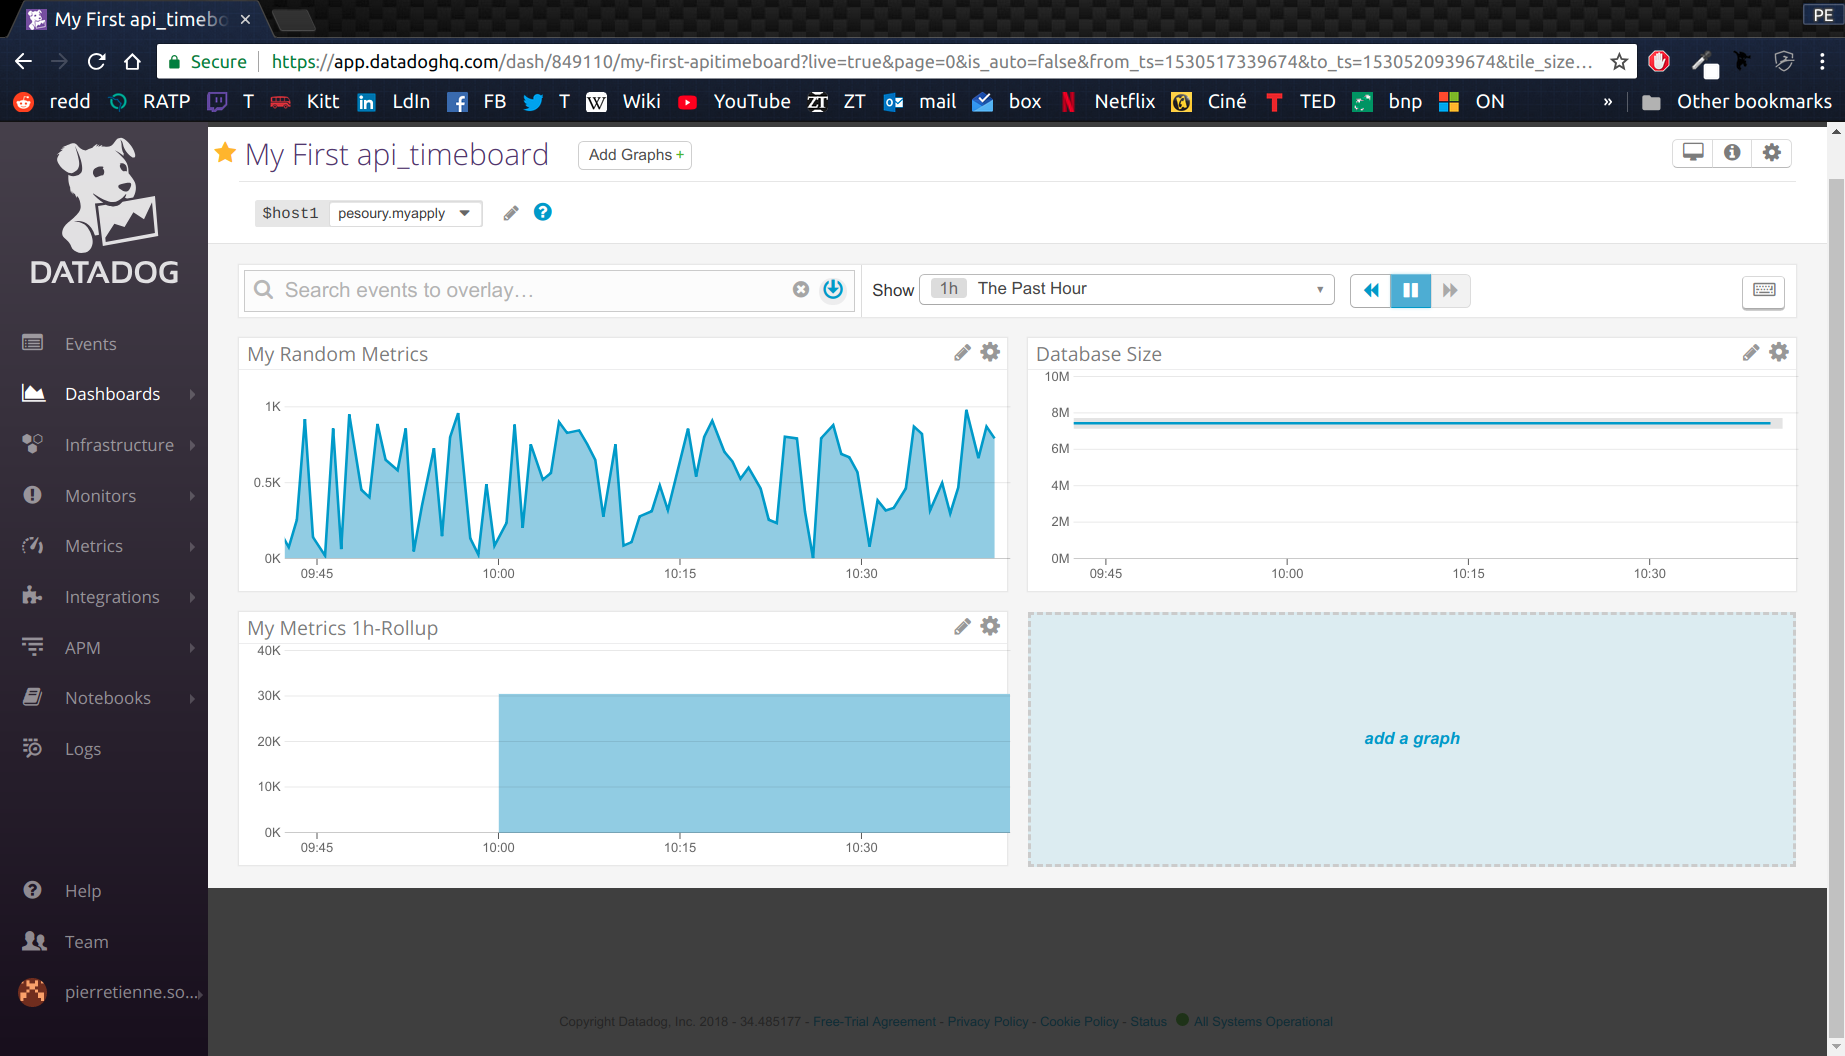 My First api_timebo
PE
Secure https://app.datadoghq.com/dash/849110/my-first-apitimeboard?live=true&page=0&is_auto=false&from_ts=1530517339674&to_ts=1530520939674&tile_size...
redd RATP T Kitt LdIn FB T Wiki YouTube ZT mail box Netflix Ciné TED bnp ON » Other bookmarks
DATADOG
Events
Dashboards
Infrastructure
Monitors
Metrics
Integrations
APM
Notebooks
Logs
Help
Team
pierretienne.so...
My First api_timeboard Add Graphs +
$host1 pesoury.myapply
Search events to overlay...
Show 1h The Past Hour
My Random Metrics
1K
0.5K
0K
09:45 10:00 10:15 10:30
Database Size
10M
8M
6M
4M
2M
0M
09:45 10:00 10:15 10:30
My Metrics 1h-Rollup
40K
30K
20K
10K
0K
09:45 10:00 10:15 10:30
add a graph
Copyright Datadog, Inc. 2018 - 34.485177 - Free-Trial Agreement - Privacy Policy - Cookie Policy - Status All Systems Operational